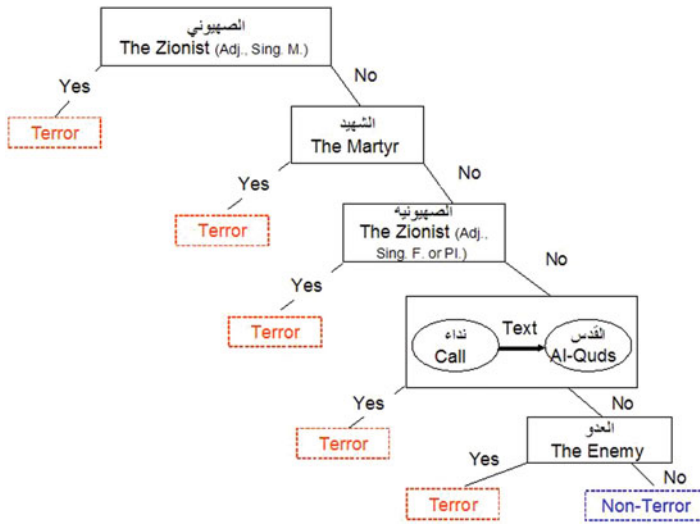 الصهيوني
The Zionist (Adj., Sing. M.)
Yes
No
Terror
الشهيد
The Martyr
Yes
No
Terror
الصهيونيه
The Zionist (Adj.,
Sing. F. or Pl.)
Yes
No
Terror
نداء
Call
Text
القدس
Al-Quds
Yes
No
Terror
العدو
The Enemy
Yes
No
Terror
Non-Terror